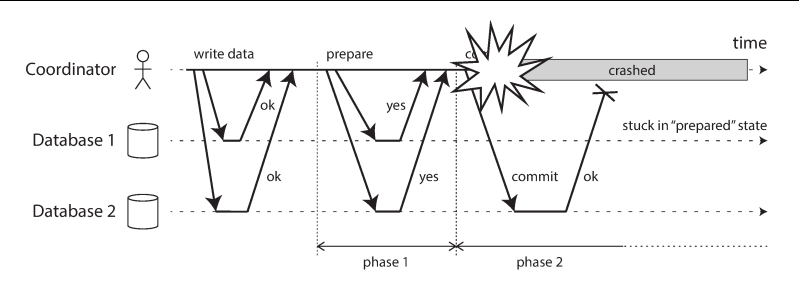 time
write data
prepare
Coordinator
crashed
ok
yes
stuck in "prepared" state
Database 1
ok
yes
commit
ok
Database 2
phase 1
phase 2